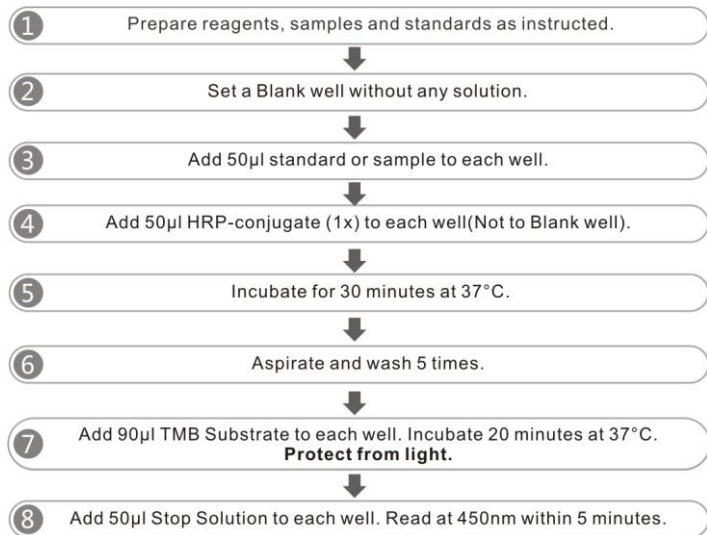 1 Prepare reagents, samples and standards as instructed.
2 Set a Blank well without any solution.
3 Add 50µl standard or sample to each well.
4 Add 50µl HRP-conjugate (1x) to each well(Not to Blank well).
5 Incubate for 30 minutes at 37°C.
6 Aspirate and wash 5 times.
7 Add 90µl TMB Substrate to each well. Incubate 20 minutes at 37°C.
Protect from light.
8 Add 50µl Stop Solution to each well. Read at 450nm within 5 minutes.